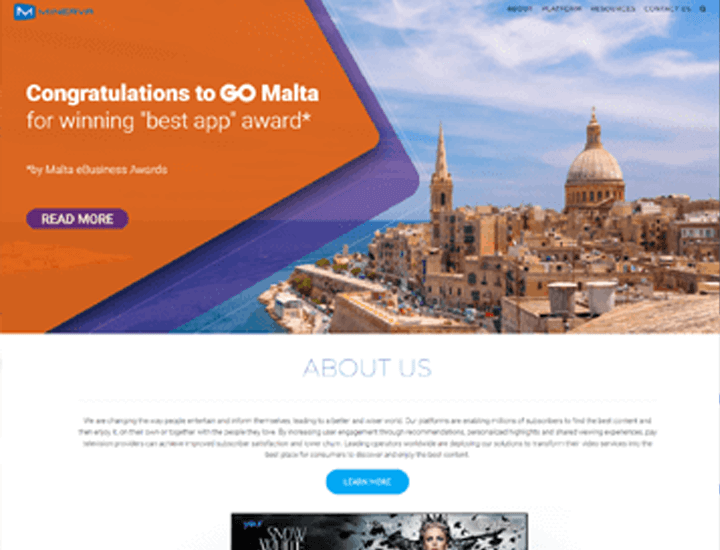 MINERVA
ABOUT PLATFORM RESOURCES CONTACT US
Congratulations to GO Malta
for winning "best app" award*
*by Malta eBusiness Awards
READ MORE
ABOUT US
We are changing the way people entertain and inform themselves, leading to a better and wiser world. Our platforms are enabling millions of subscribers to find the best content and
then enjoy it, on their own or together with the people they love. By increasing user engagement through recommendations, personalized highlights and shared viewing experiences, pay
television providers can achieve improved subscriber satisfaction and lower churn. Leading operators worldwide are deploying our solutions to transform their video services into the
best place for consumers to discover and enjoy the best content.
LEARN MORE
your
SNOW
WHITE